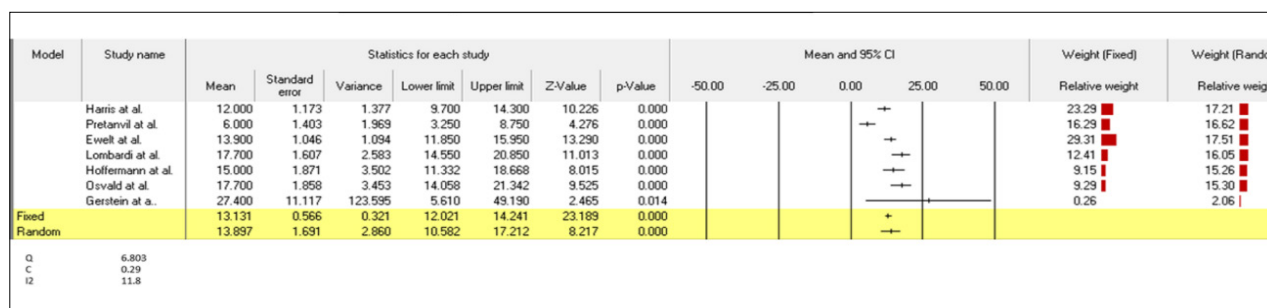 Model Study name Statistics for each study Mean and 95% CI Weight (Fixed) Weight (Rando
Mean Standard error Variance Lower limit Upper limit Z-Value p-Value -50.00 -25.00 0.00 25.00 50.00 Relative weight Relative weig
Harris at al. 12.000 1.173 1.377 9.700 14.300 10.226 0.000 23.29 17.21
Pretanvil at al. 6.000 1.403 1.969 3.250 8.750 4.276 0.000 16.29 16.62
Ewelt at al. 13.900 1.046 1.094 11.850 15.950 13.290 0.000 29.31 17.51
Lombardi at al. 17.700 1.607 2.583 14.550 20.850 11.013 0.000 12.41 16.05
Hoffermann at al. 15.000 1.871 3.502 11.332 18.668 8.015 0.000 9.15 15.26
Osvald at al. 17.700 1.858 3.453 14.058 21.342 9.525 0.000 9.29 15.30
Gerstein at a.. 27.400 11.117 123.595 5.610 49.190 2.465 0.014 0.26 2.06
Fixed 13.131 0.566 0.321 12.021 14.241 23.189 0.000
Random 13.897 1.691 2.860 10.582 17.212 8.217 0.000
Q 6.803
C 0.29
I2 11.8